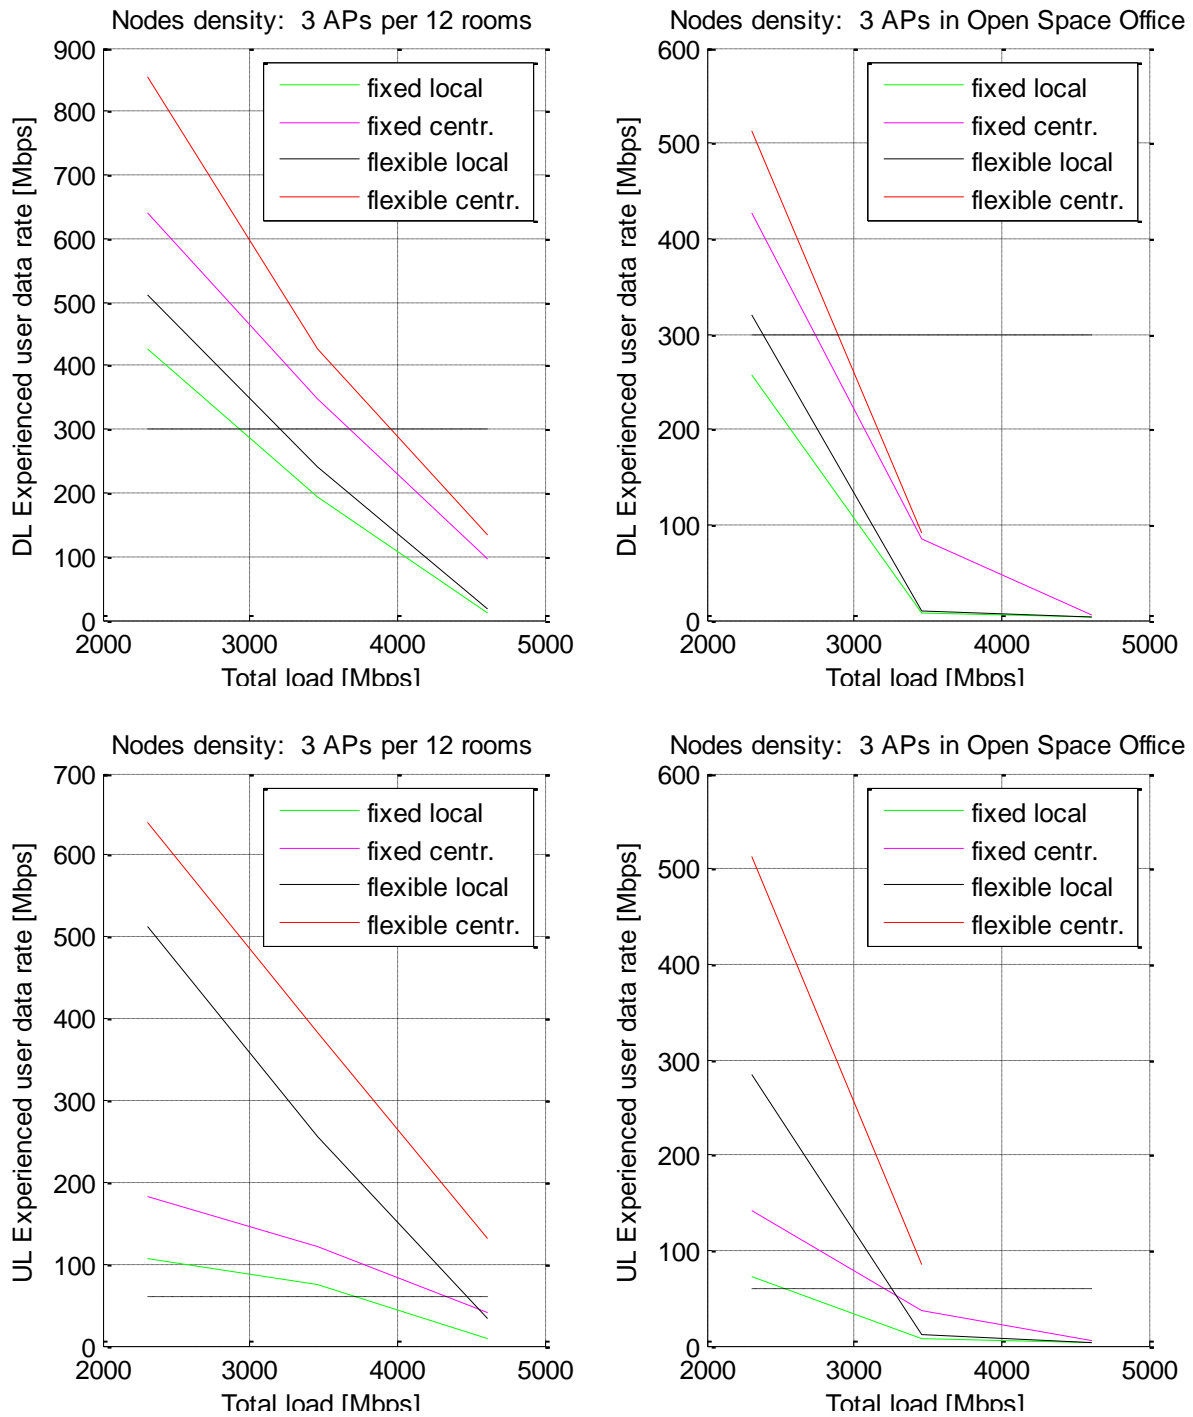 Nodes density:  3 APs per 12 rooms
900
800
700
600
500
400
300
200
100
0
DL Experienced user data rate [Mbps]
fixed local
fixed centr.
flexible local
flexible centr.
2000 3000 4000 5000
Total load [Mbps]
Nodes density:  3 APs in Open Space Office
600
500
400
300
200
100
0
DL Experienced user data rate [Mbps]
fixed local
fixed centr.
flexible local
flexible centr.
2000 3000 4000 5000
Total load [Mbps]
Nodes density:  3 APs per 12 rooms
700
600
500
400
300
200
100
0
UL Experienced user data rate [Mbps]
fixed local
fixed centr.
flexible local
flexible centr.
2000 3000 4000 5000
Total load [Mbps]
Nodes density:  3 APs in Open Space Office
600
500
400
300
200
100
0
UL Experienced user data rate [Mbps]
fixed local
fixed centr.
flexible local
flexible centr.
2000 3000 4000 5000
Total load [Mbps]